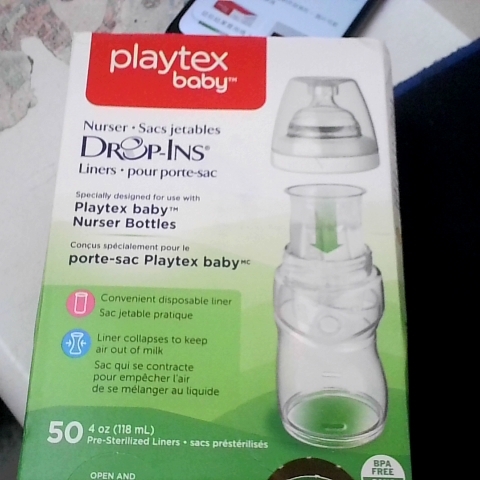 playtex
baby™
Nurser • Sacs jetables
DROP-INS®
Liners • pour porte-sac
Specially designed for use with
Playtex baby™
Nurser Bottles
Conçus spécialement pour le
porte-sac Playtex babyMC
Convenient disposable liner
Sac jetable pratique
Liner collapses to keep
air out of milk
Sac qui se contracte
pour empêcher l'air
de se mélanger au liquide
50 4 oz (118 mL)
Pre-Sterilized Liners • sacs préstérilisés
BPA
FREE
OPEN AND